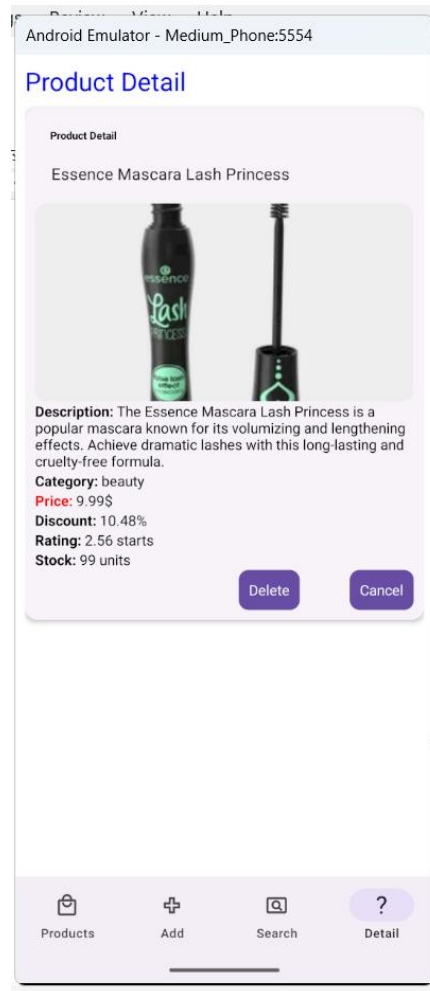 Android Emulator - Medium_Phone:5554
Product Detail
Product Detail
Essence Mascara Lash Princess
essence
Lash
PRINCESS
Description: The Essence Mascara Lash Princess is a
popular mascara known for its volumizing and lengthening
effects. Achieve dramatic lashes with this long-lasting and
cruelty-free formula.
Category: beauty
Price: 9.99$
Discount: 10.48%
Rating: 2.56 starts
Stock: 99 units
Delete Cancel
?
Products Add Search Detail